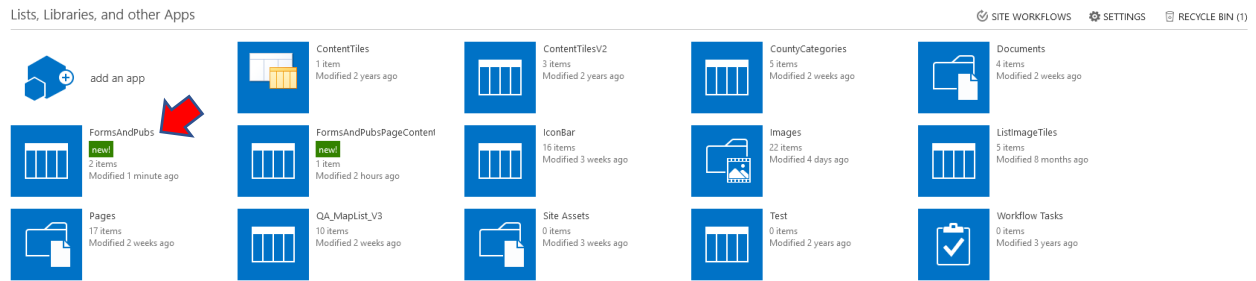 Lists, Libraries, and other Apps
SITE WORKFLOWS
SETTINGS
RECYCLE BIN (1)
add an app
ContentTiles
1 item
Modified 2 years ago
ContentTilesV2
3 items
Modified 2 years ago
CountyCategories
5 items
Modified 2 weeks ago
Documents
4 items
Modified 2 weeks ago
FormsAndPubs
new!
2 items
Modified 1 minute ago
FormsAndPubsPageContent
new!
1 item
Modified 2 hours ago
IconBar
16 items
Modified 3 weeks ago
Images
22 items
Modified 4 days ago
ListImageTiles
5 items
Modified 8 months ago
Pages
17 items
Modified 2 weeks ago
QA_MapList_V3
10 items
Modified 2 weeks ago
Site Assets
0 items
Modified 3 weeks ago
Test
0 items
Modified 2 years ago
Workflow Tasks
0 items
Modified 3 years ago